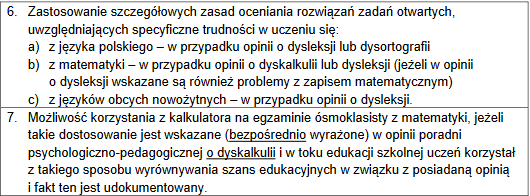 6. Zastosowanie szczegółowych zasad oceniania rozwiązań zadań otwartych,
uwzględniających specyficzne trudności w uczeniu się:
a) z języka polskiego – w przypadku opinii o dysleksji lub dysortografii
b) z matematyki – w przypadku opinii o dyskalkulii lub dysleksji (jeżeli w opinii
o dysleksji wskazane są również problemy z zapisem matematycznym)
c) z języków obcych nowożytnych – w przypadku opinii o dysleksji.
7. Możliwość korzystania z kalkulatora na egzaminie ósmoklasisty z matematyki, jeżeli
takie dostosowanie jest wskazane (bezpośrednio wyrażone) w opinii poradni
psychologiczno-pedagogicznej o dyskalkulii i w toku edukacji szkolnej uczeń korzystał
z takiego sposobu wyrównywania szans edukacyjnych w związku z posiadaną opinią
i fakt ten jest udokumentowany.